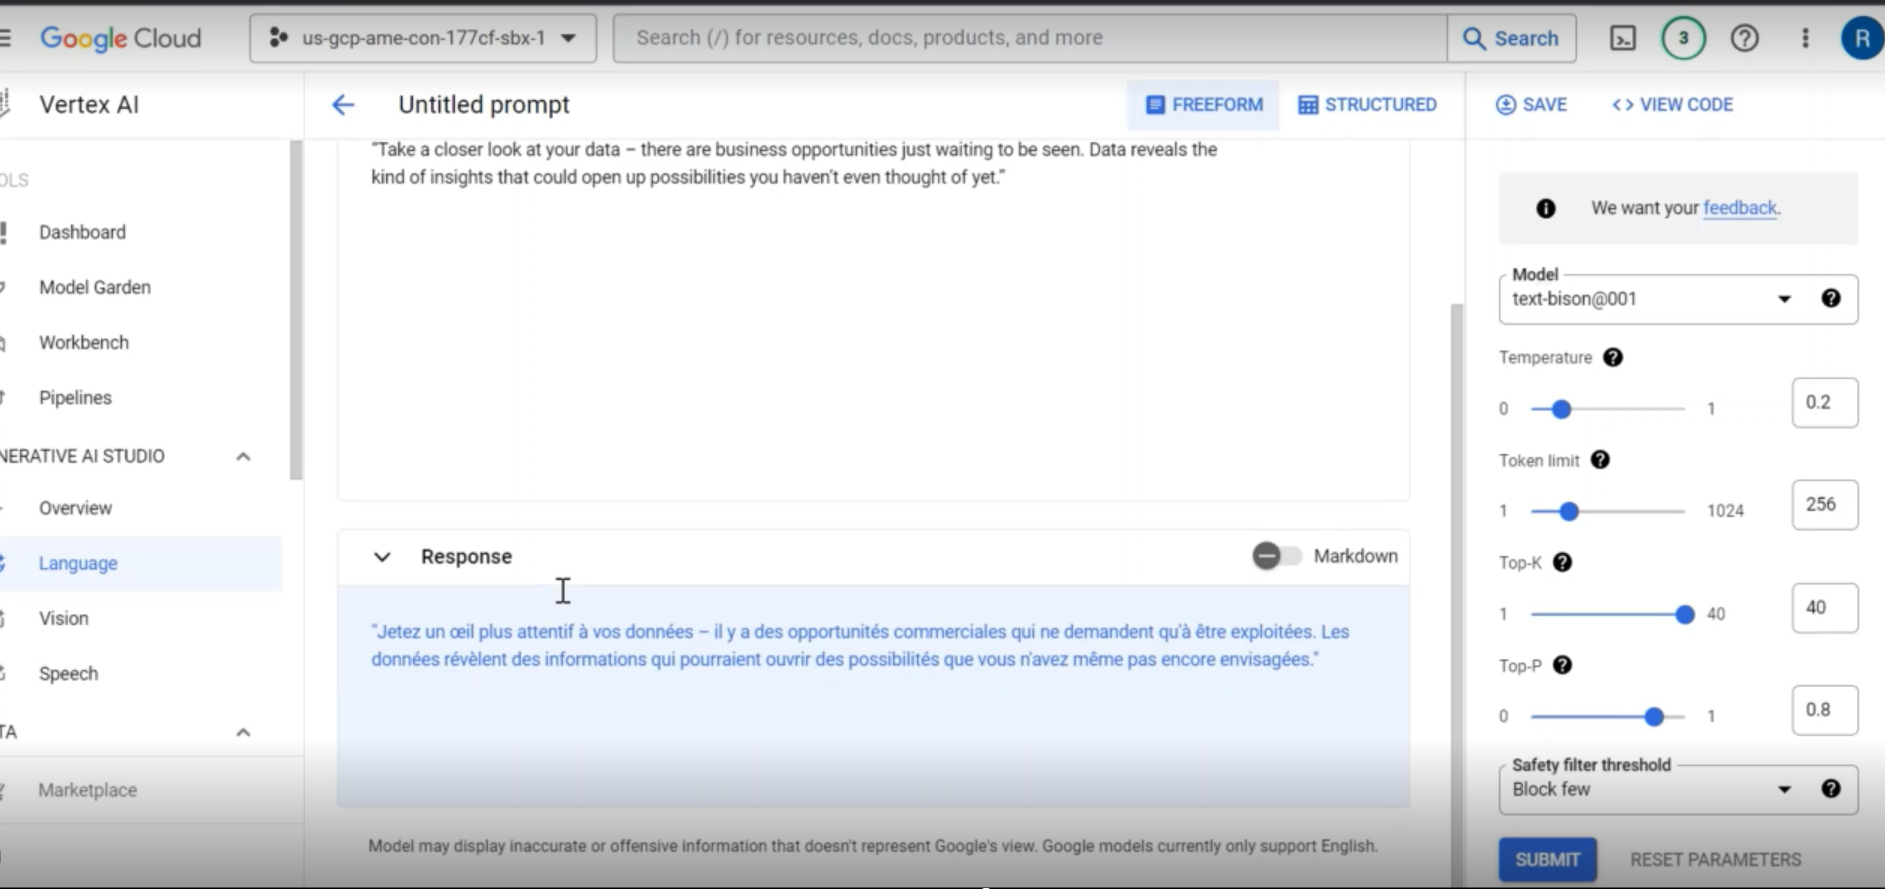 Google Cloud
us-gcp-ame-con-177cf-sbx-1
Search (/) for resources, docs, products, and more
Search
3
R
Vertex AI
Untitled prompt
FREEFORM
STRUCTURED
SAVE
<> VIEW CODE
OLS
Dashboard
Model Garden
Workbench
Pipelines
NERATIVE AI STUDIO
Overview
Language
Vision
Speech
TA
Marketplace
“Take a closer look at your data – there are business opportunities just waiting to be seen. Data reveals the
kind of insights that could open up possibilities you haven’t even thought of yet.”
Response
Markdown
"Jetez un œil plus attentif à vos données – il y a des opportunités commerciales qui ne demandent qu'à être exploitées. Les
données révèlent des informations qui pourraient ouvrir des possibilités que vous n'avez même pas encore envisagées."
Model may display inaccurate or offensive information that doesn't represent Google's view. Google models currently only support English.
We want your feedback.
Model
text-bison@001
Temperature
0 1 0.2
Token limit
1 1024 256
Top-K
1 40 40
Top-P
0 1 0.8
Safety filter threshold
Block few
SUBMIT
RESET PARAMETERS